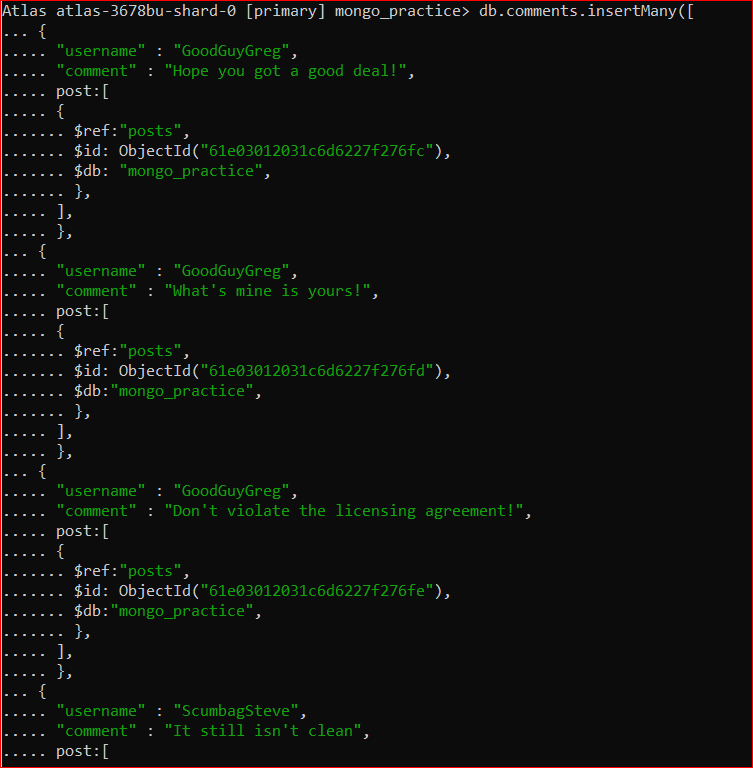 Atlas atlas-3678bu-shard-0 [primary] mongo_practice> db.comments.insertMany([
... {
..... "username" : "GoodGuyGreg",
..... "comment" : "Hope you got a good deal!",
..... post:[
..... {
....... $ref:"posts",
....... $id: ObjectId("61e03012031c6d6227f276fc"),
....... $db: "mongo_practice",
....... },
..... ],
..... },
... {
..... "username" : "GoodGuyGreg",
..... "comment" : "What's mine is yours!",
..... post:[
..... {
....... $ref:"posts",
....... $id: ObjectId("61e03012031c6d6227f276fd"),
....... $db:"mongo_practice",
....... },
..... ],
..... },
... {
..... "username" : "GoodGuyGreg",
..... "comment" : "Don't violate the licensing agreement!",
..... post:[
..... {
....... $ref:"posts",
....... $id: ObjectId("61e03012031c6d6227f276fe"),
....... $db:"mongo_practice",
....... },
..... ],
..... },
... {
..... "username" : "ScumbagSteve",
..... "comment" : "It still isn't clean",
..... post:[